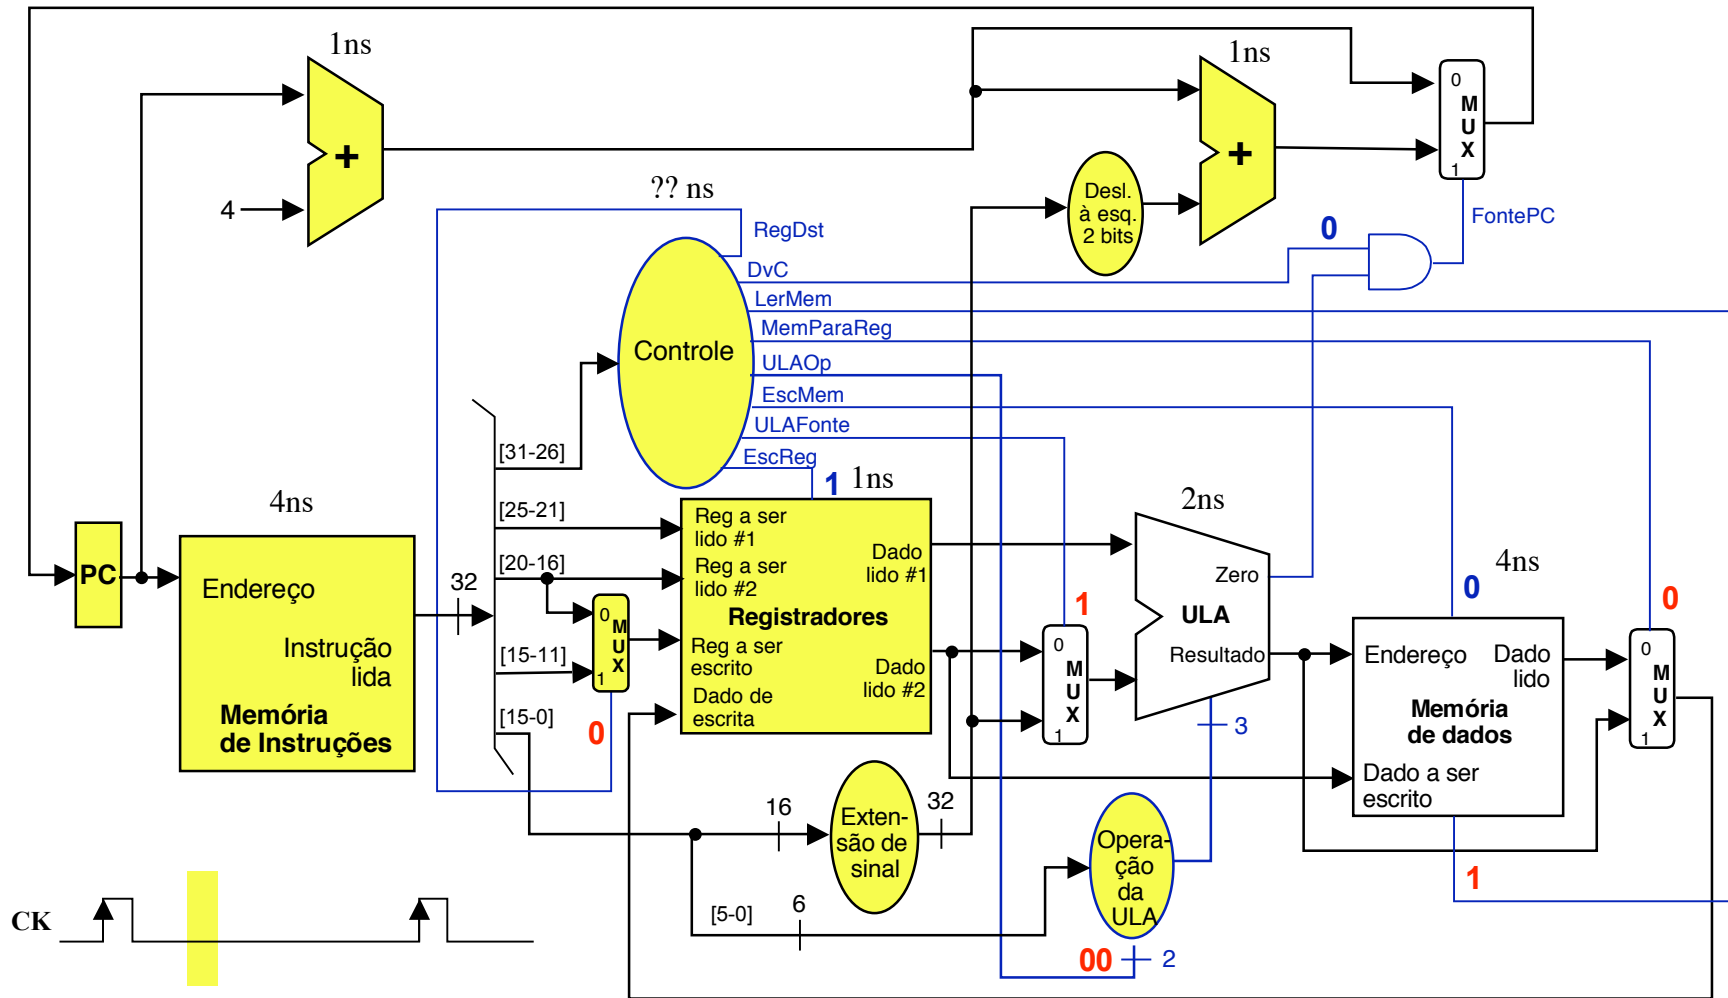 1ns
1ns
0
M
U
X
1
+
+
4
?? ns
Desl.
à esq.
2 bits
RegDst
0
FontePC
DvC
LerMem
MemParaReg
Controle
ULAOp
EscMem
ULAFonte
EscReg
[31-26]
4ns
1
1ns
2ns
4ns
[25-21]
Reg a ser
lido #1
Dado
lido #1
[20-16]
Reg a ser
lido #2
PC
32
Endereço
Instrução
lida
Memória
de Instruções
0
M
U
X
1
Registradores
Reg a ser
escrito
Dado
lido #2
Dado de
escrita
[15-11]
[15-0]
0
1
0
M
U
X
1
Zero
ULA
Resultado
3
0
Endereço
Dado
lido
Memória
de dados
Dado a ser
escrito
0
0
M
U
X
1
16
Exten-
são de
sinal
32
Opera-
ção
da
ULA
1
[5-0]
6
00
2
CK